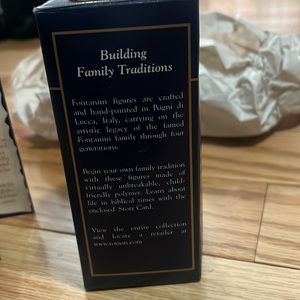 Building
Family Traditions
Fontanini figures are crafted
and hand-painted in Bagni di
Lucca, Italy, carrying on the
artistic legacy of the famed
Fontanini family through four
generations.
Begin your own family tradition
with these figures made of
virtually unbreakable, child-
friendly polymer. Learn about
life in biblical times with the
enclosed Story Card.
View the entire collection
and locate a retailer at